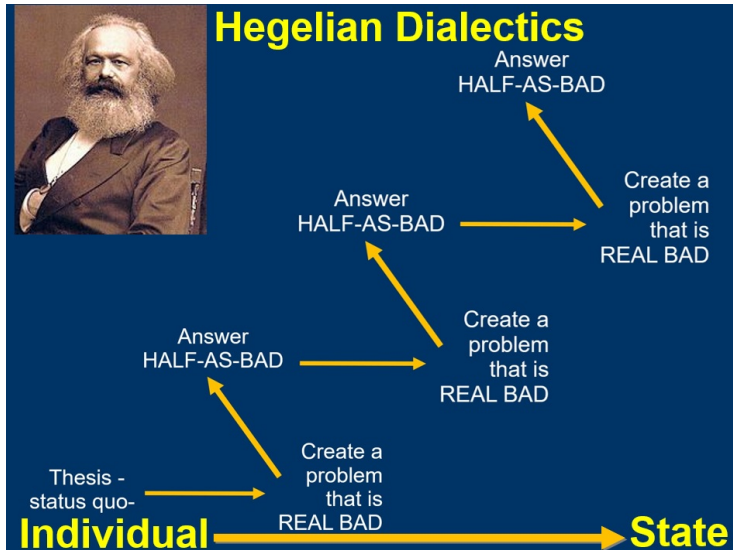 Hegelian Dialectics
Answer
HALF-AS-BAD
Create a
problem
that is
REAL BAD
Answer
HALF-AS-BAD
Create a
problem
that is
REAL BAD
Answer
HALF-AS-BAD
Create a
problem
that is
REAL BAD
Thesis -
status quo-
Individual
State